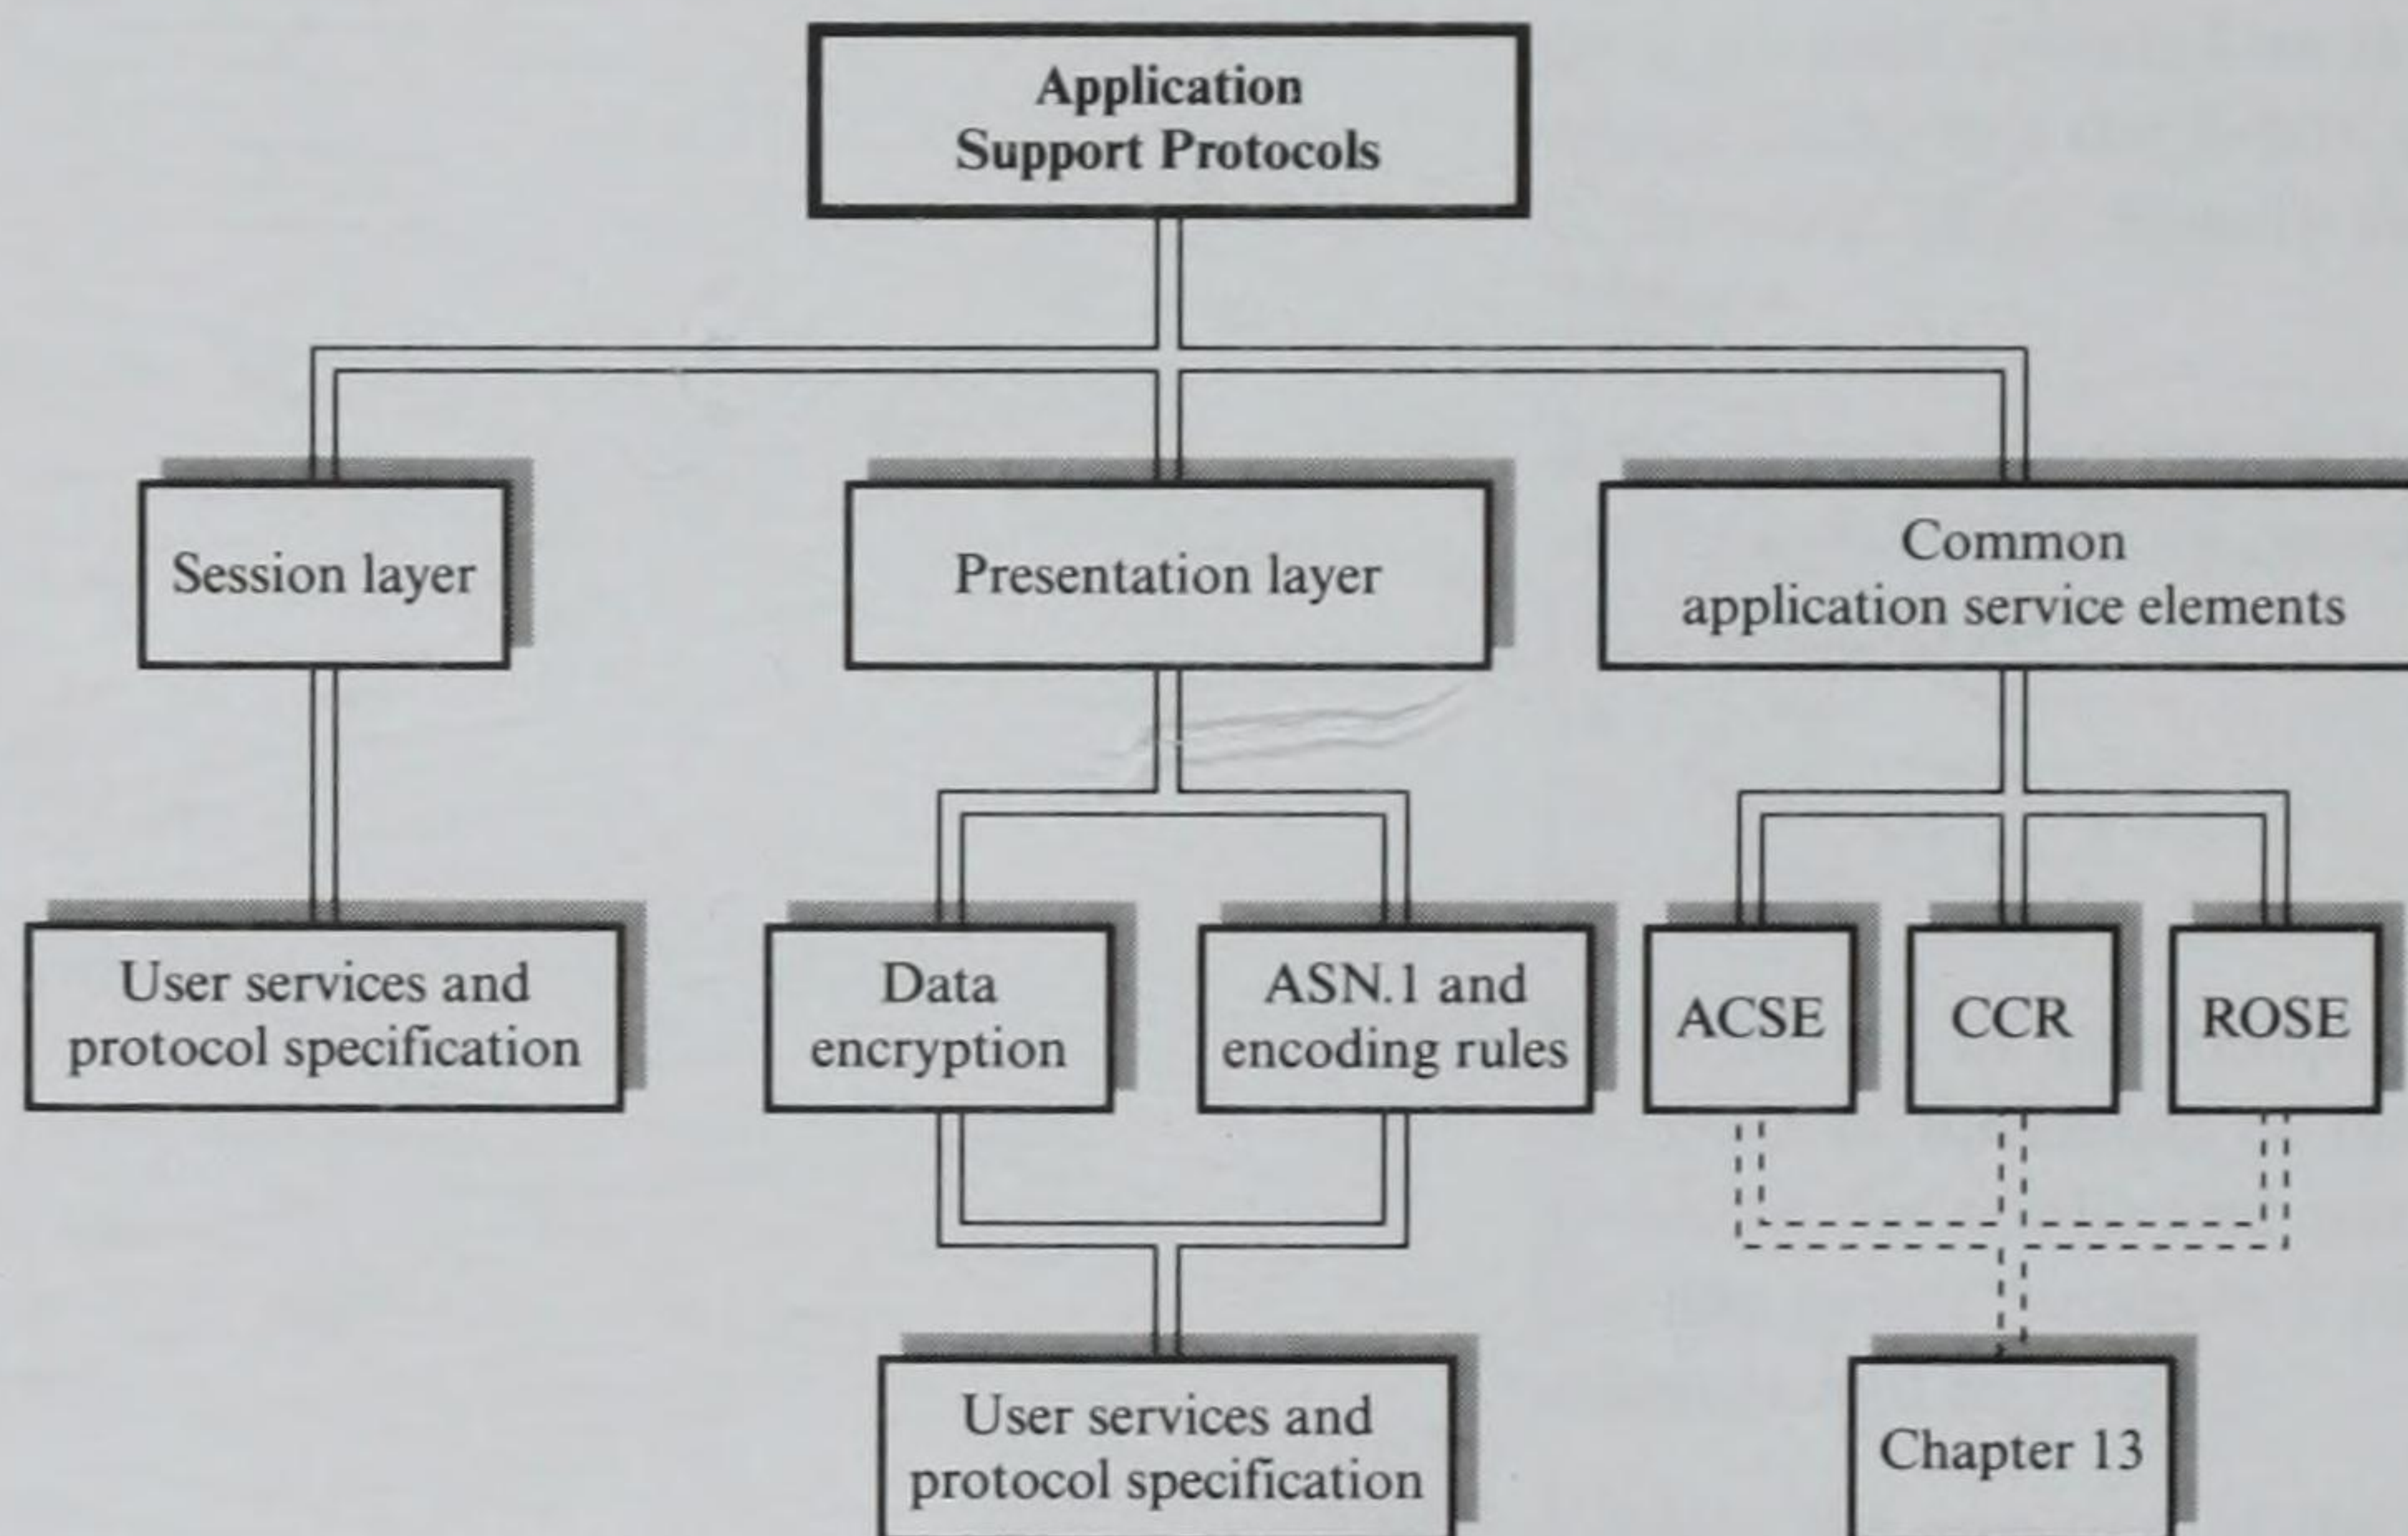 Application
Support Protocols
Session layer
Presentation layer
Common
application service elements
User services and
protocol specification
Data
encryption
ASN.1 and
encoding rules
ACSE
CCR
ROSE
User services and
protocol specification
Chapter 13